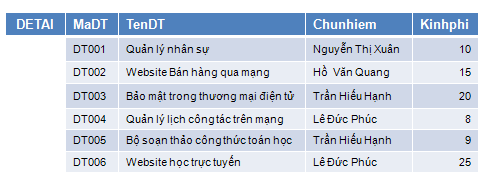 DETAI MaDT TenDT Chunhiem Kinhphi
DT001 Quản lý nhân sự Nguyễn Thị Xuân 10
DT002 Website Bán hàng qua mạng Hồ Văn Quang 15
DT003 Bảo mật trong thương mại điện tử Trần Hiếu Hạnh 20
DT004 Quản lý lịch công tác trên mạng Lê Đức Phúc 8
DT005 Bộ soạn thảo công thức toán học Trần Hiếu Hạnh 9
DT006 Website học trực tuyến Lê Đức Phúc 25